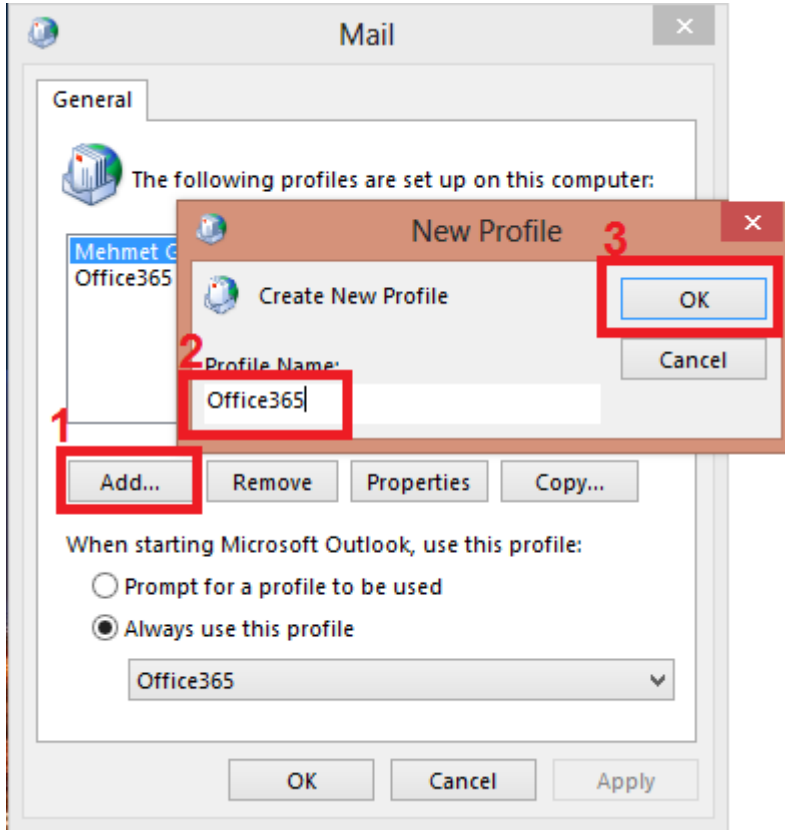 Mail
General
The following profiles are set up on this computer:
Mehmet G
Office365
New Profile
3
Create New Profile
OK
2
Profile Name:
Cancel
Office365
1
Add...
Remove
Properties
Copy...
When starting Microsoft Outlook, use this profile:
Prompt for a profile to be used
Always use this profile
Office365
OK
Cancel
Apply